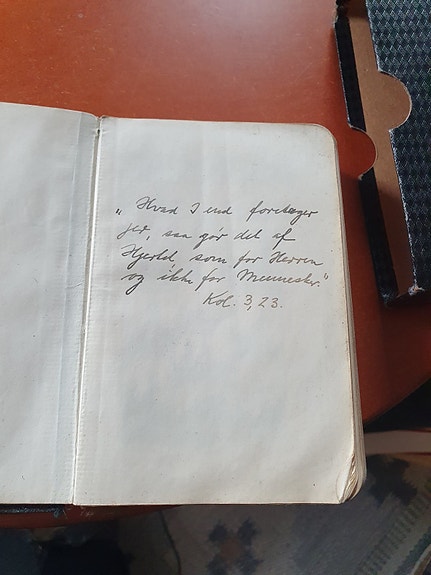 „ Hvad I end foretager
jer, saa gør det af
Hjertet, som for Herren
og ikke for Mennesker."
Kol. 3,23.